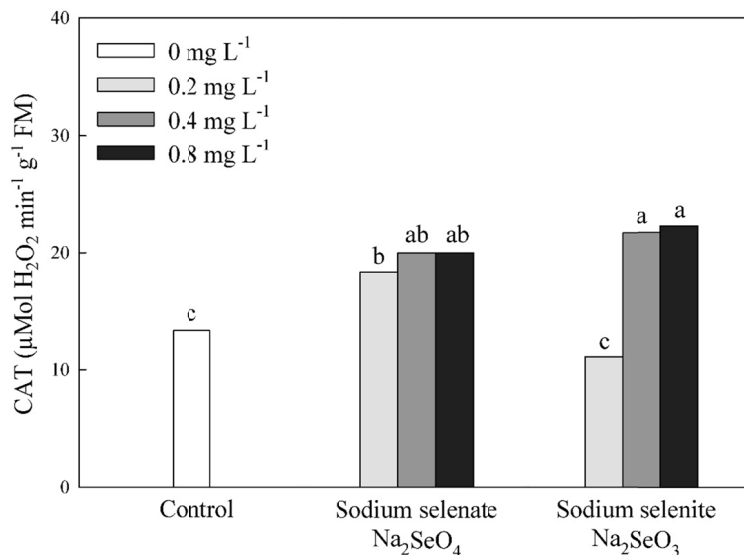 CAT (µMol H₂O₂ min⁻¹ g⁻¹ FM)
40
30
20
10
0
0 mg L⁻¹
0.2 mg L⁻¹
0.4 mg L⁻¹
0.8 mg L⁻¹
c
b
ab
ab
c
a
a
Control
Sodium selenate
Na₂SeO₄
Sodium selenite
Na₂SeO₃